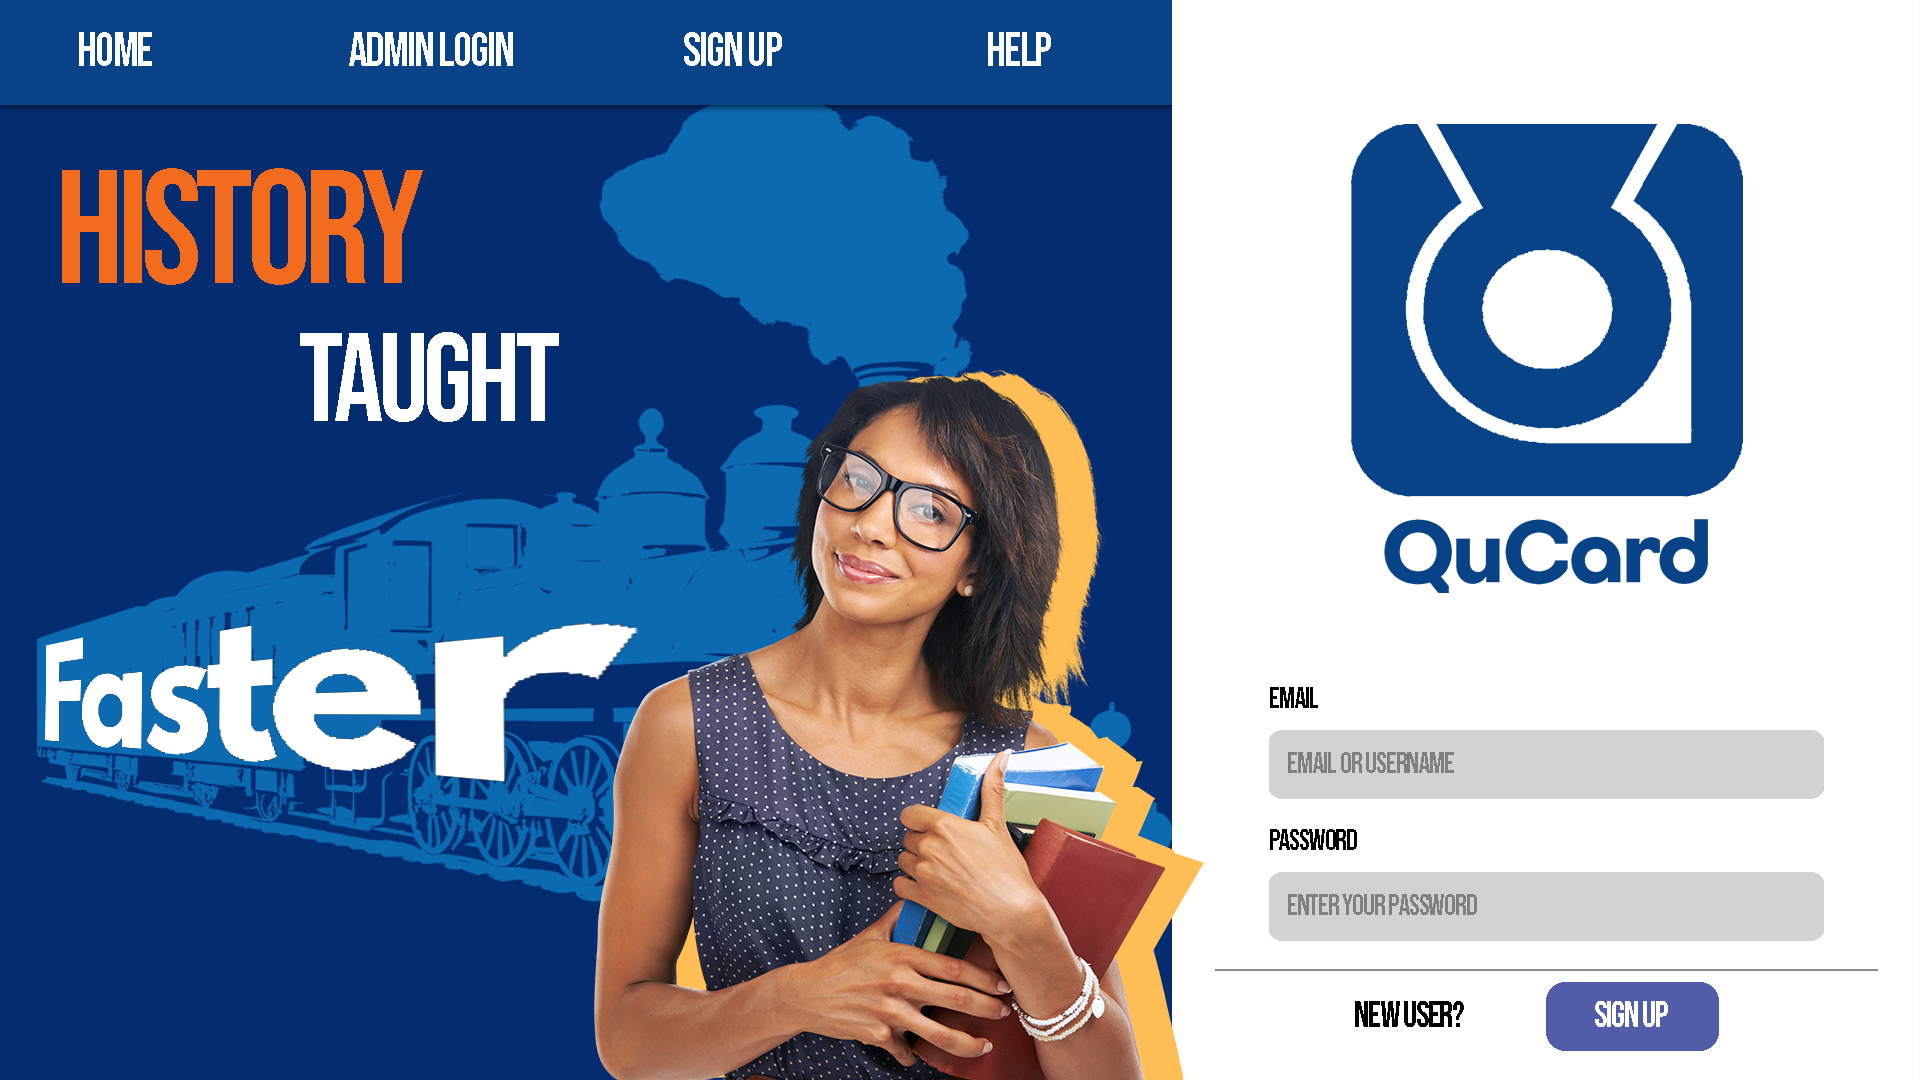 HOME ADMIN LOGIN SIGN UP HELP
HISTORY
TAUGHT
Faster
QuCard
EMAIL
EMAIL OR USERNAME
PASSWORD
ENTER YOUR PASSWORD
NEW USER? SIGN UP